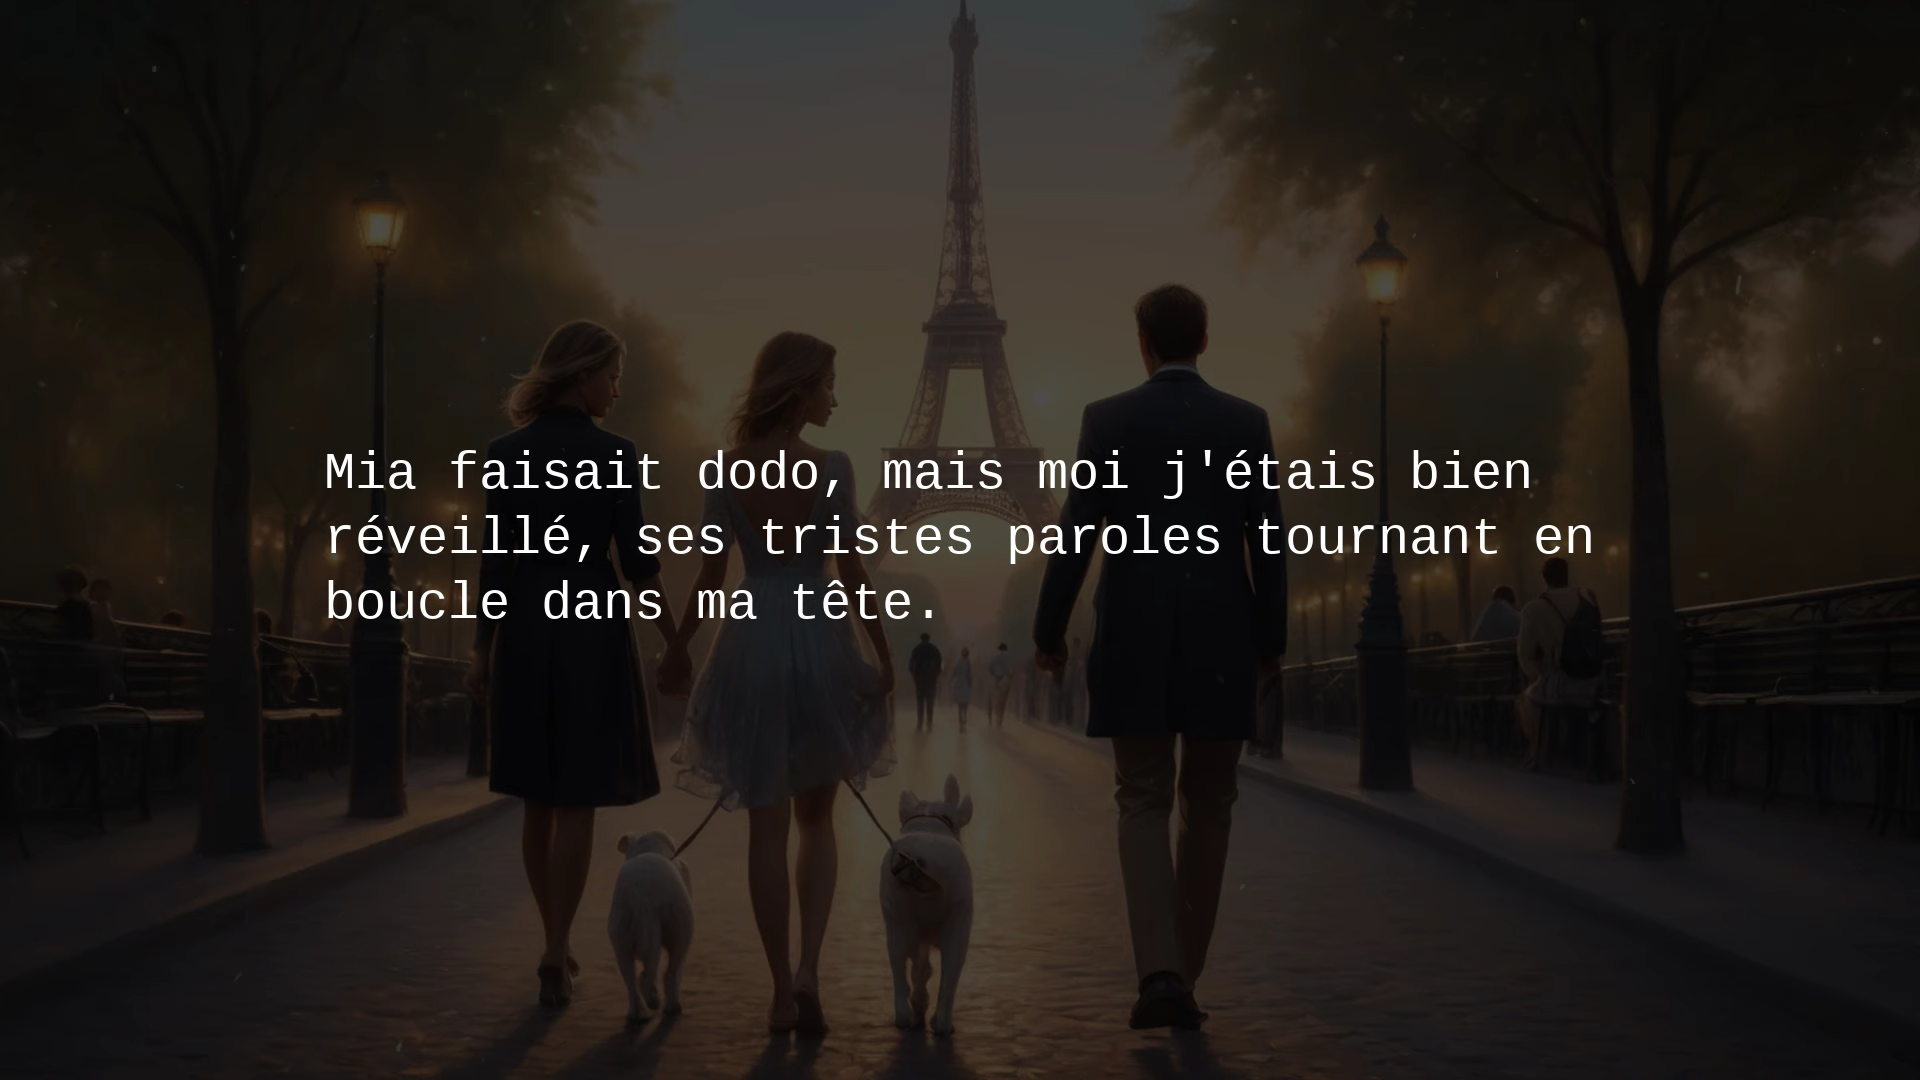 Mia faisait dodo, mais moi j'étais bien
réveillé, ses tristes paroles tournant en
boucle dans ma tête.